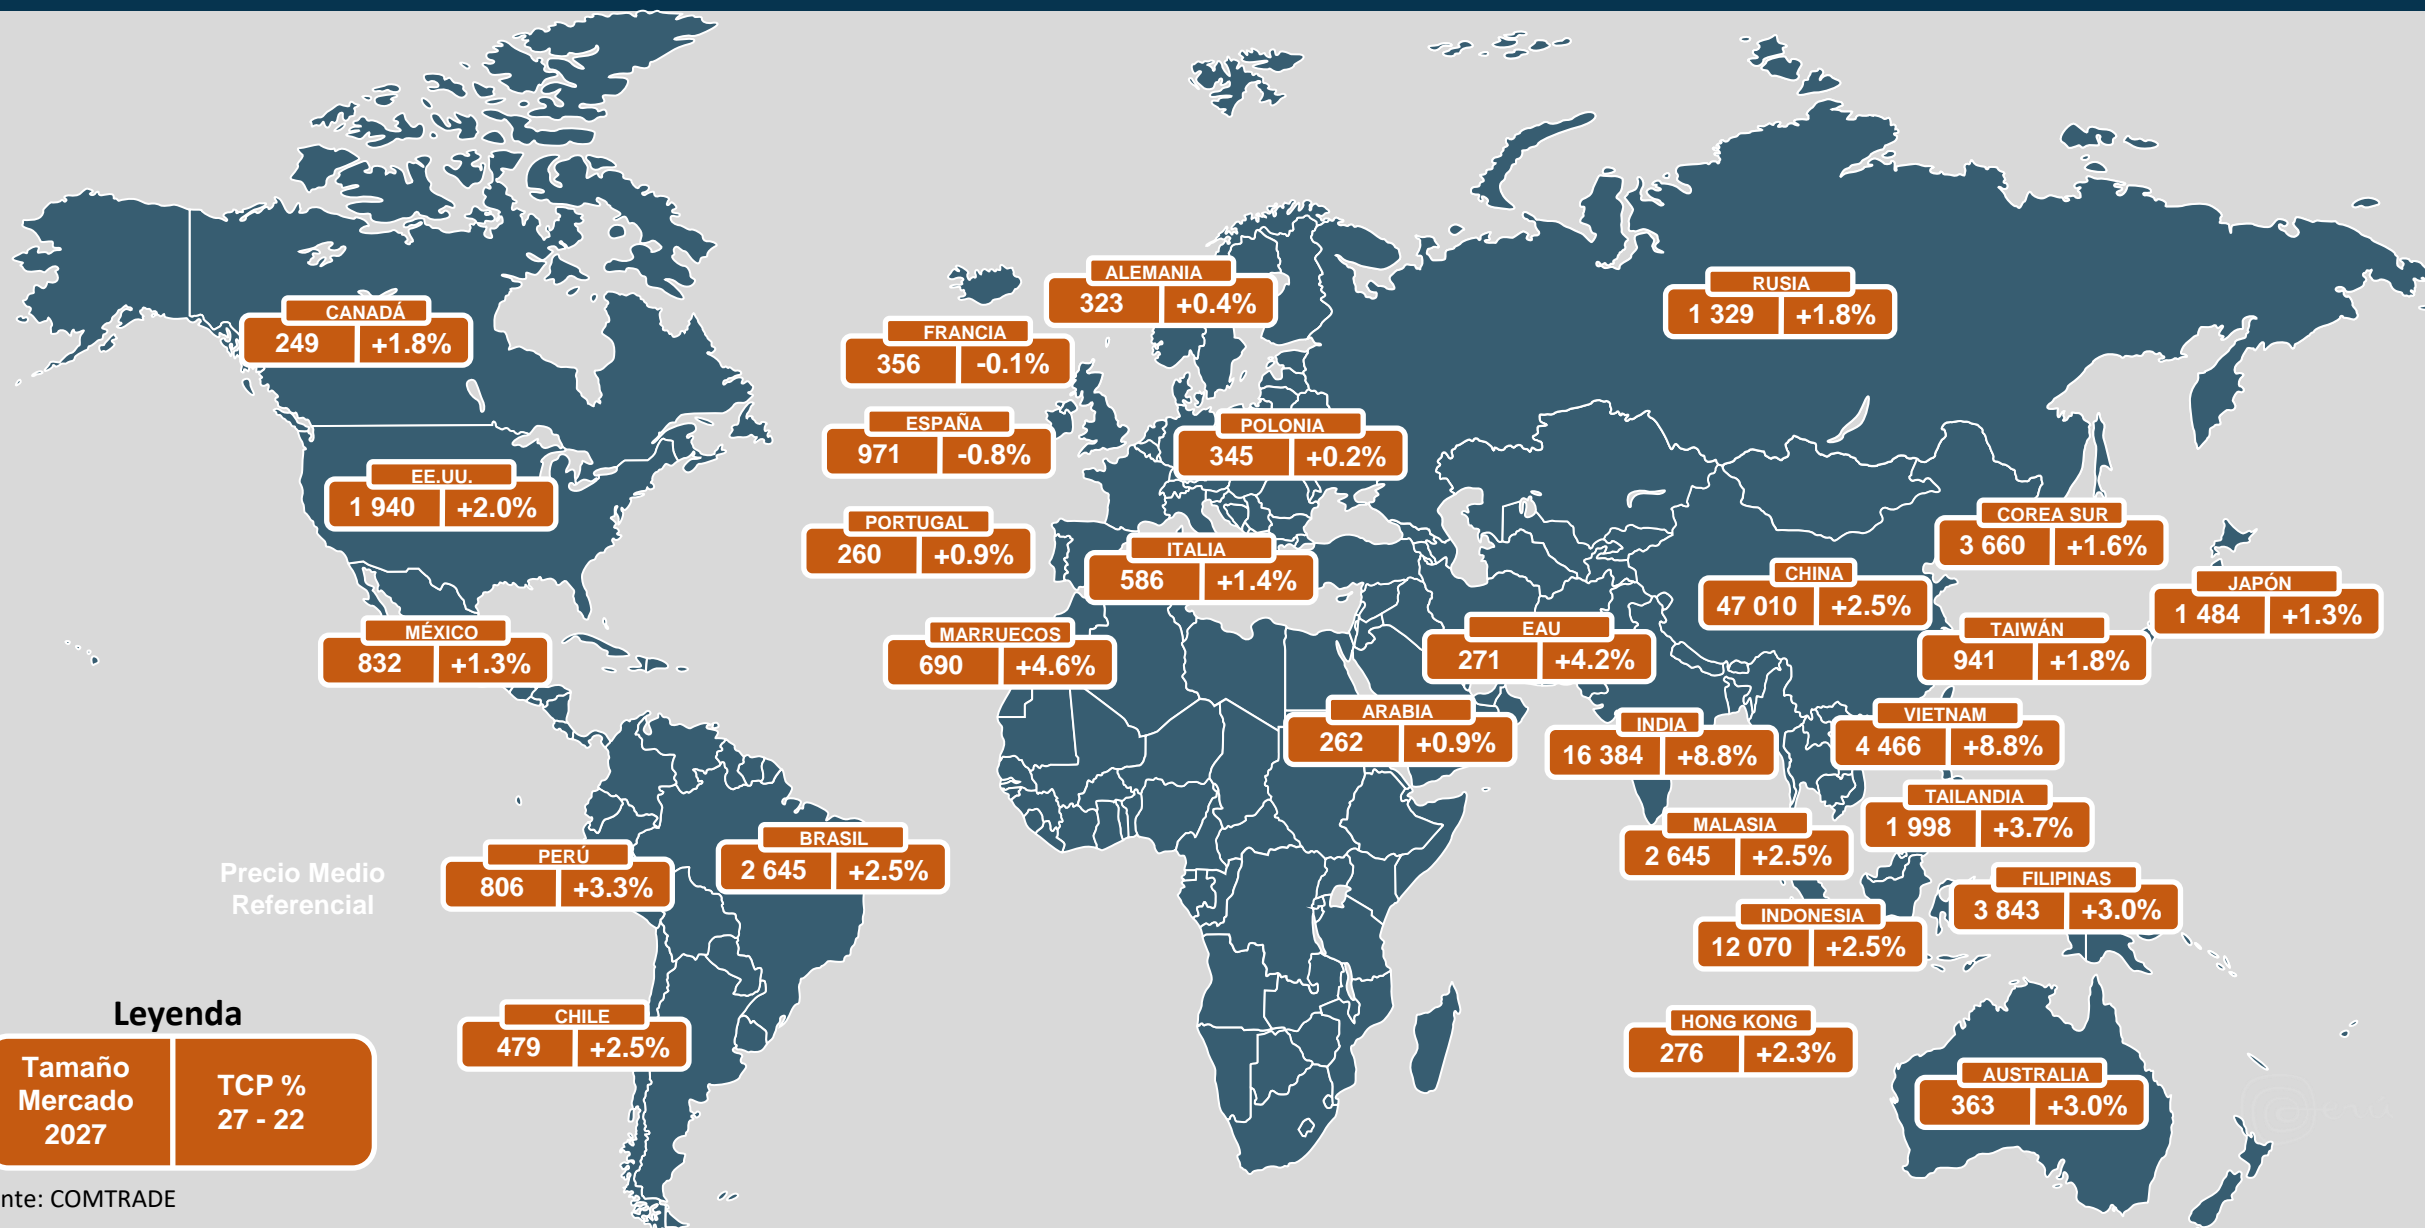 ALEMANIA
323 +0.4%
RUSIA
1 329 +1.8%
CANADÁ
249 +1.8%
FRANCIA
356 -0.1%
ESPAÑA
971 -0.8%
POLONIA
345 +0.2%
EE.UU.
1 940 +2.0%
PORTUGAL
260 +0.9%
COREA SUR
3 660 +1.6%
ITALIA
586 +1.4%
CHINA
47 010 +2.5%
JAPÓN
1 484 +1.3%
MÉXICO
832 +1.3%
MARRUECOS
690 +4.6%
EAU
271 +4.2%
TAIWÁN
941 +1.8%
ARABIA
262 +0.9%
INDIA
16 384 +8.8%
VIETNAM
4 466 +8.8%
TAILANDIA
1 998 +3.7%
MALASIA
2 645 +2.5%
BRASIL
2 645 +2.5%
PERÚ
806 +3.3%
Precio Medio
Referencial
FILIPINAS
3 843 +3.0%
INDONESIA
12 070 +2.5%
CHILE
479 +2.5%
HONG KONG
276 +2.3%
AUSTRALIA
363 +3.0%
Leyenda
Tamaño
Mercado
2027
TCP %
27 - 22
nte: COMTRADE